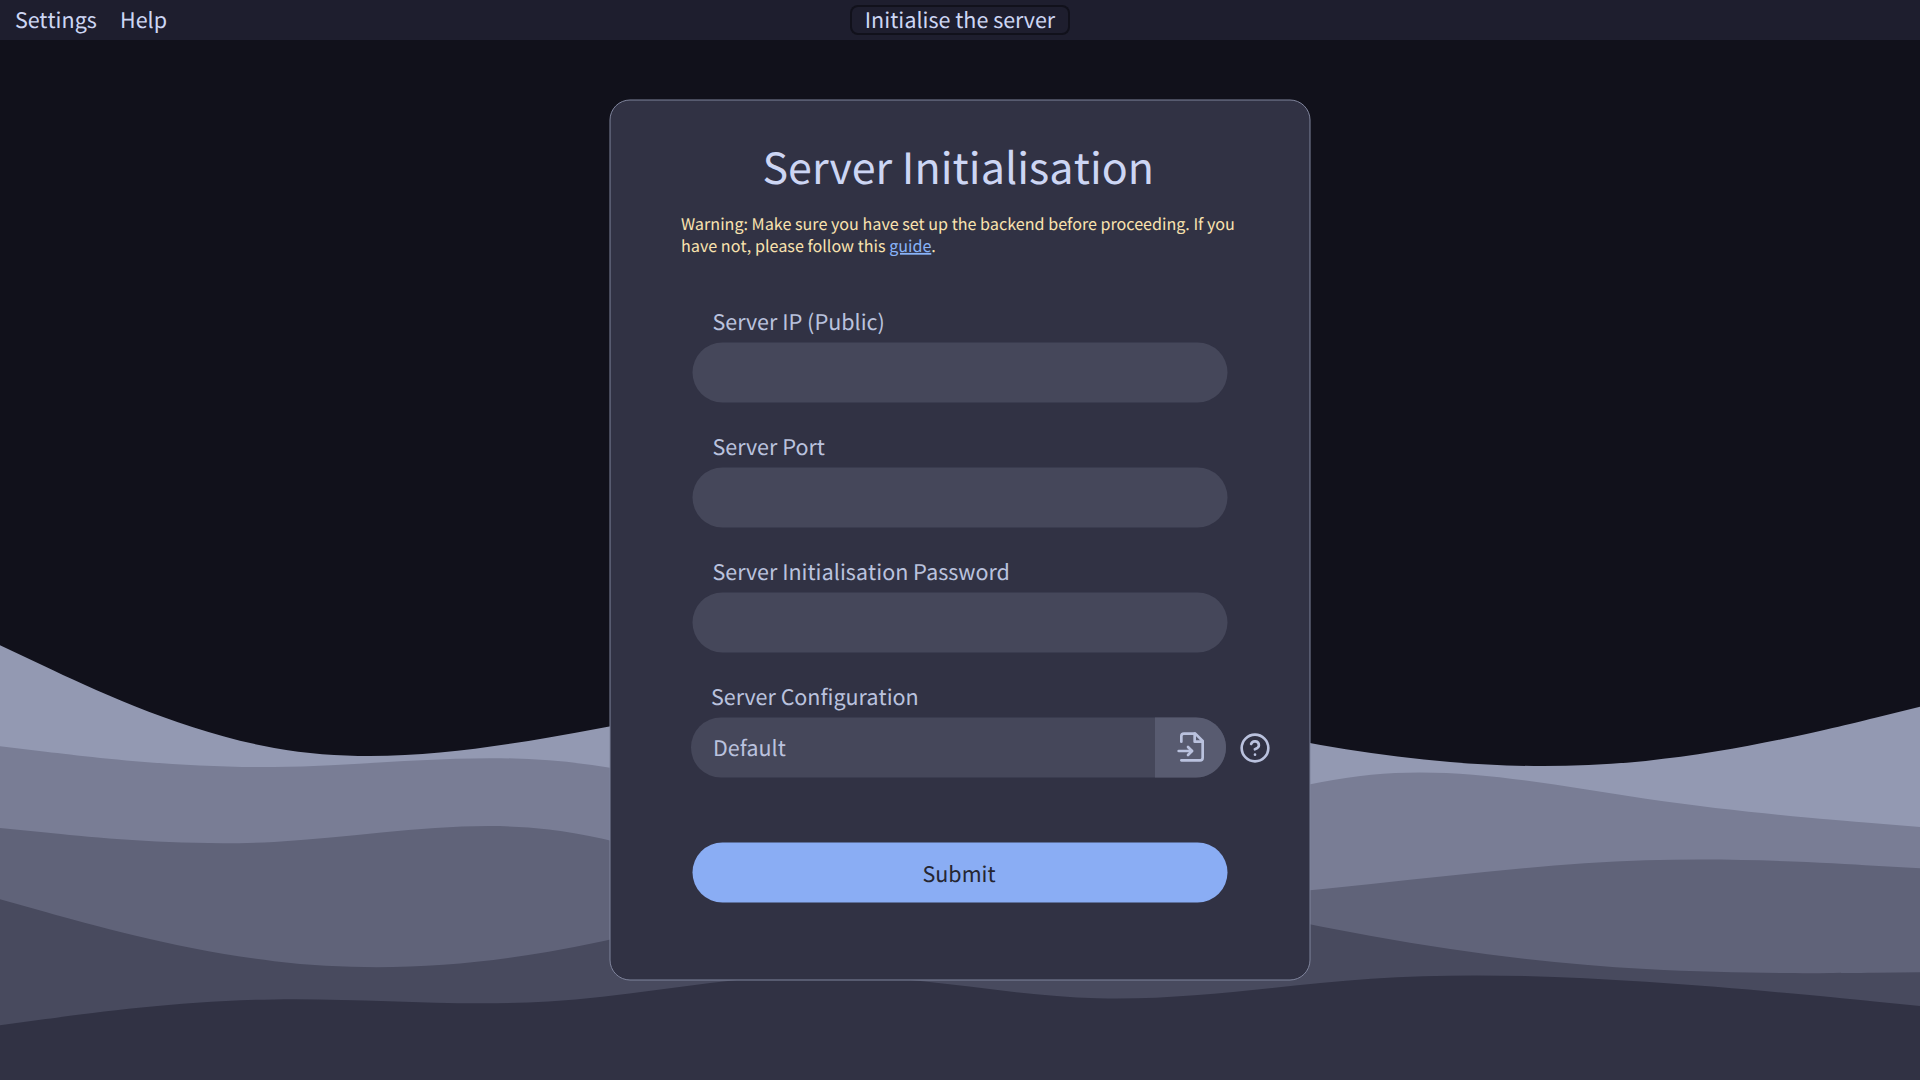 Settings Help Initialise the server
Server Initialisation
Warning: Make sure you have set up the backend before proceeding. If you
have not, please follow this guide.
Server IP (Public)
Server Port
Server Initialisation Password
Server Configuration
Default
Submit